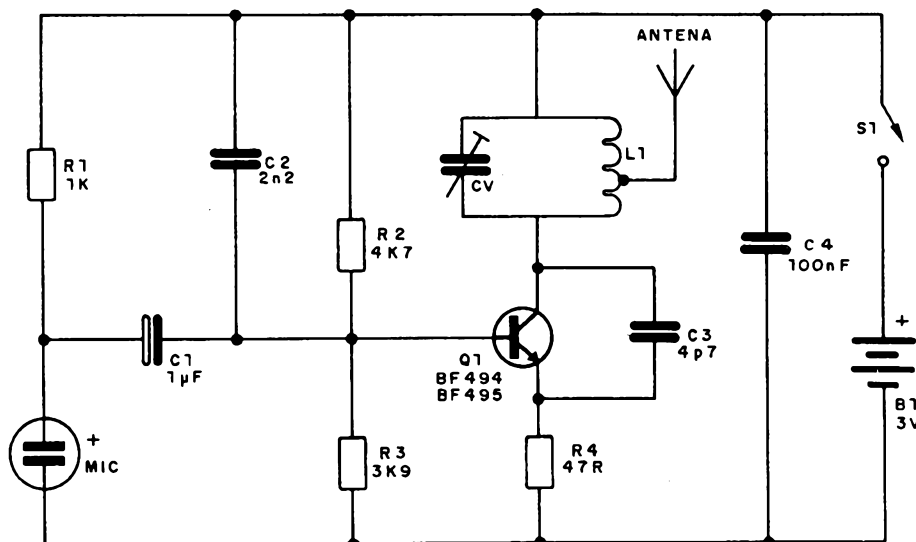 ANTENA
S1
R1
1K
C2
2n2
CV
L1
R2
4K7
C4
100nF
+
C1
1µF
Q1
BF494
BF495
C3
4p7
+
B1
3V
+
MIC
R3
3K9
R4
47R